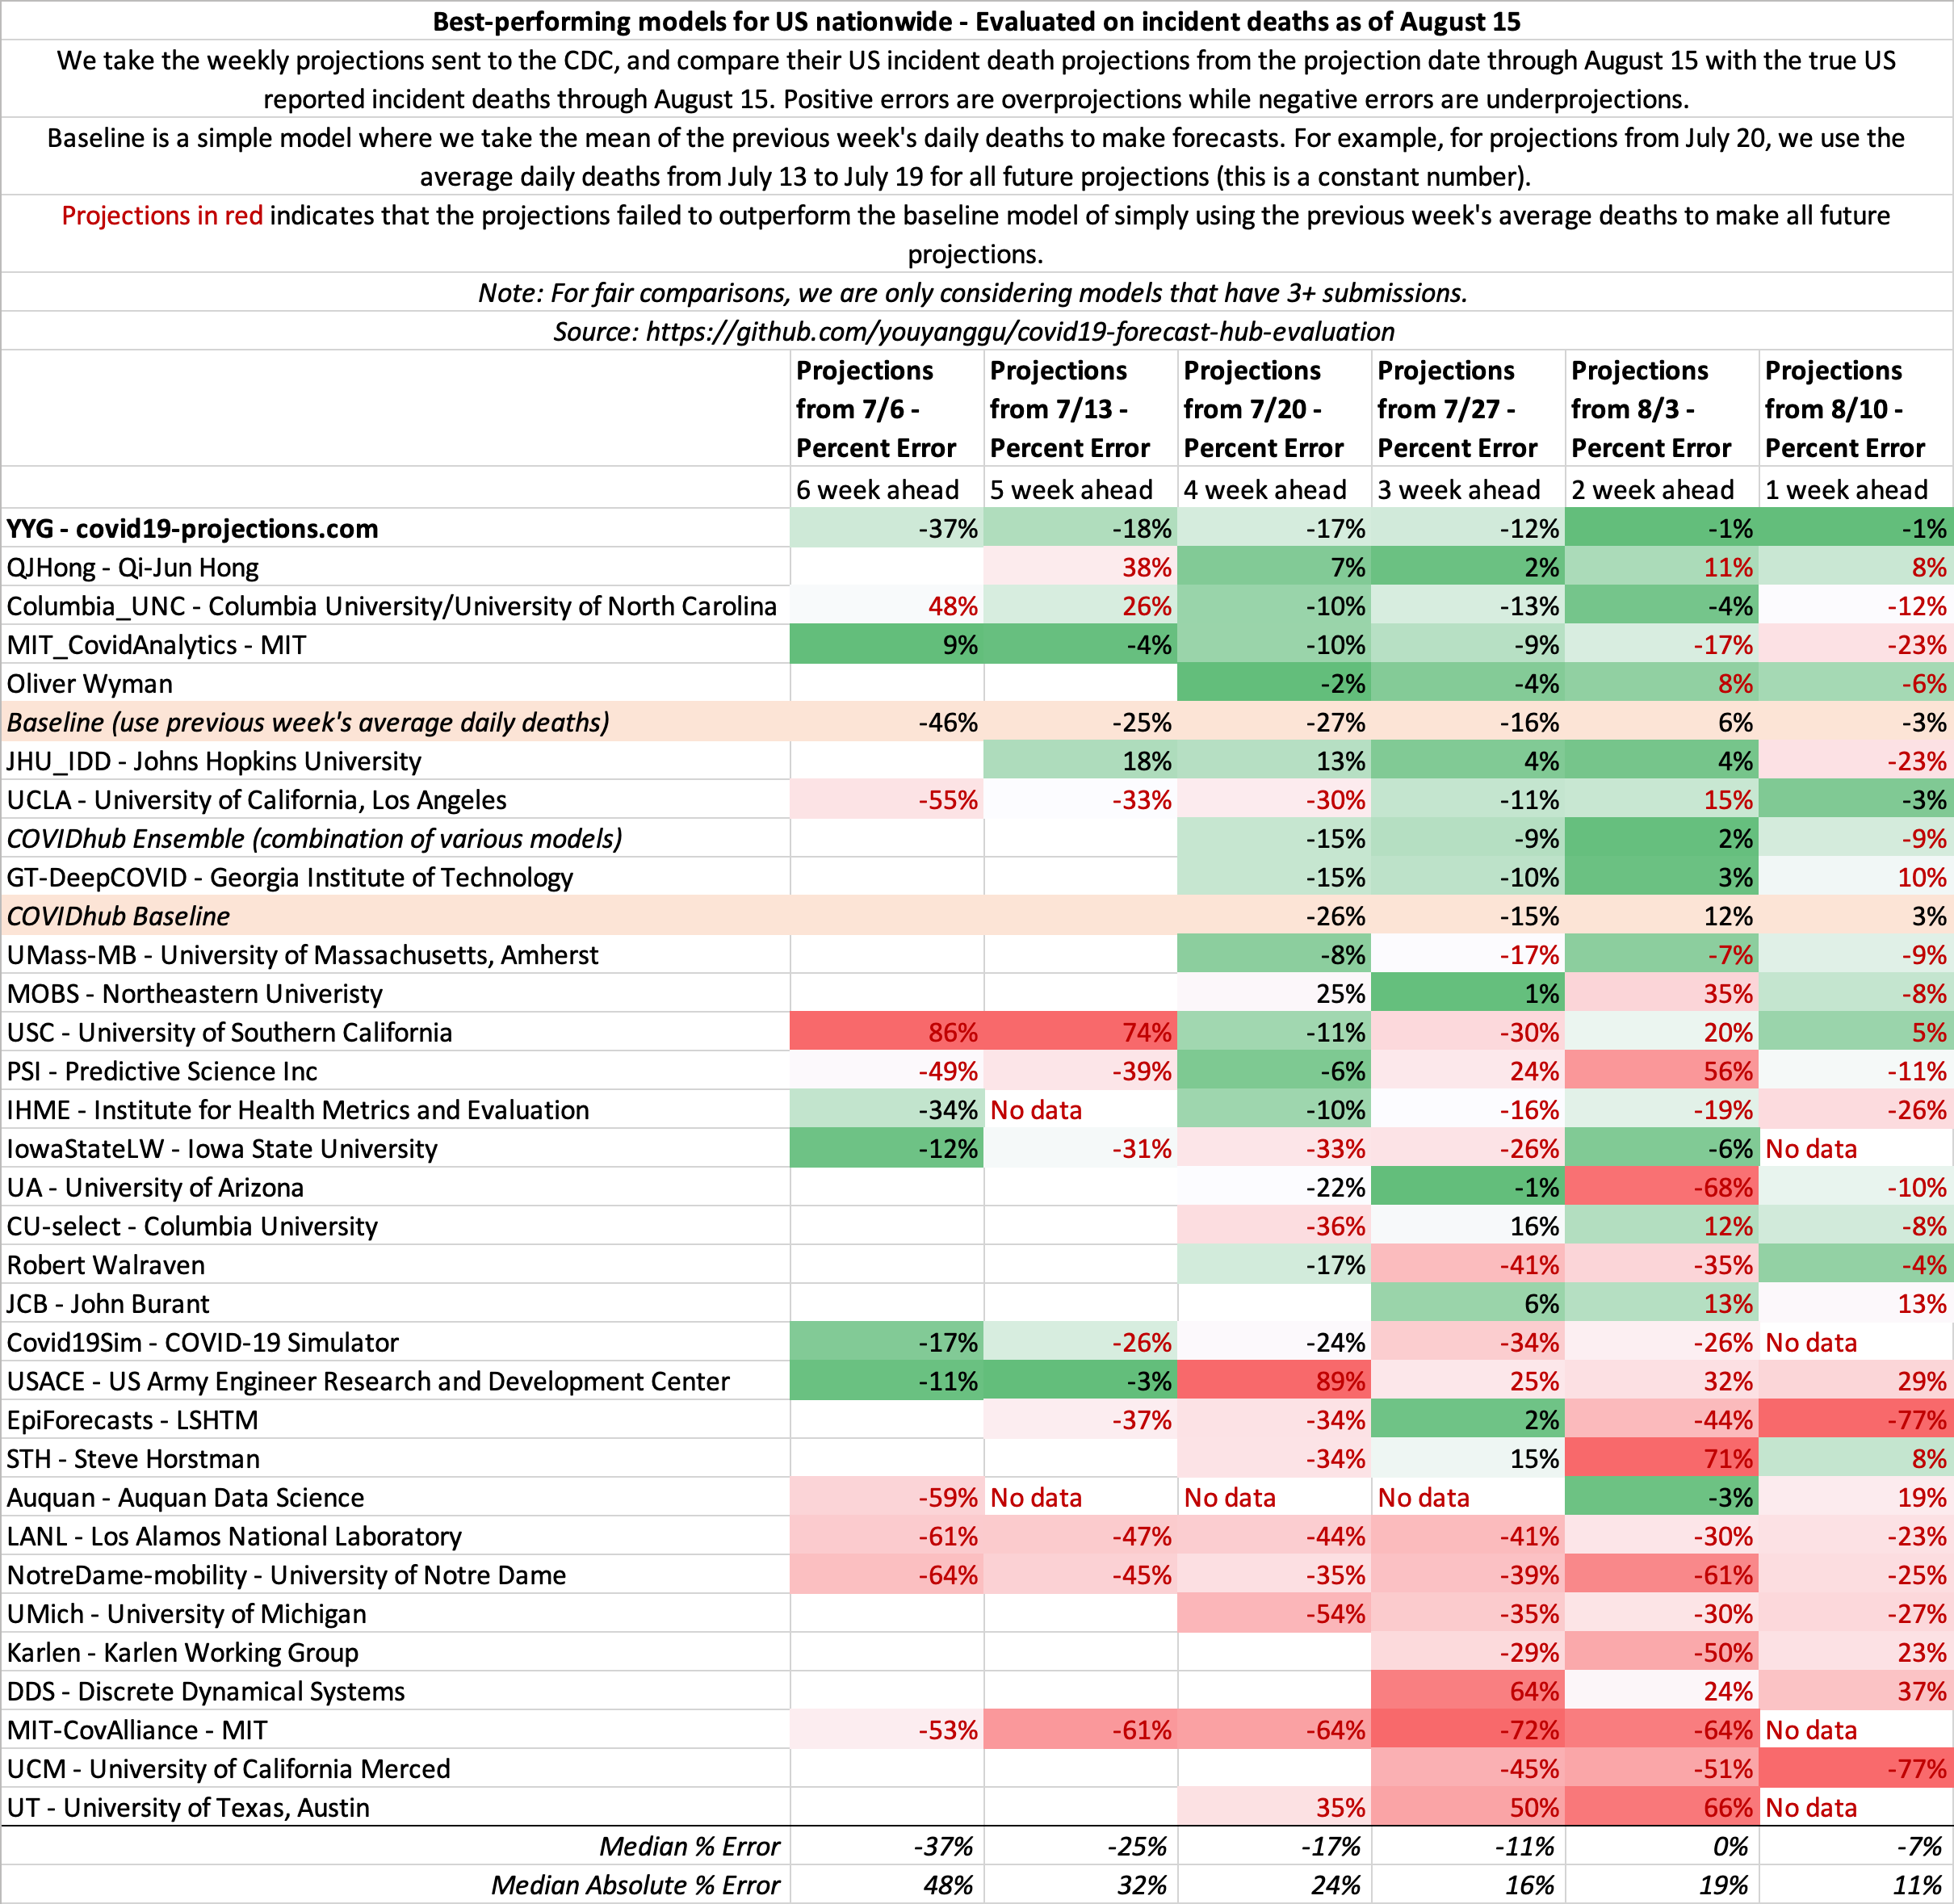 Best-performing models for US nationwide - Evaluated on incident deaths as of August 15
We take the weekly projections sent to the CDC, and compare their US incident death projections from the projection date through August 15 with the true US
reported incident deaths through August 15. Positive errors are overprojections while negative errors are underprojections.
Baseline is a simple model where we take the mean of the previous week's daily deaths to make forecasts. For example, for projections from July 20, we use the
average daily deaths from July 13 to July 19 for all future projections (this is a constant number).
Projections in red indicates that the projections failed to outperform the baseline model of simply using the previous week's average deaths to make all future
projections.
Note: For fair comparisons, we are only considering models that have 3+ submissions.
Source: https://github.com/youyanggu/covid19-forecast-hub-evaluation
Projections Projections Projections Projections Projections Projections
from 7/6 - from 7/13 - from 7/20 - from 7/27 - from 8/3 - from 8/10 -
Percent Error Percent Error Percent Error Percent Error Percent Error Percent Error
6 week ahead 5 week ahead 4 week ahead 3 week ahead 2 week ahead 1 week ahead
YYG - covid19-projections.com -37% -18% -17% -12% -1% -1%
QJHong - Qi-Jun Hong 38% 7% 2% 11% 8%
Columbia_UNC - Columbia University/University of North Carolina 48% 26% -10% -13% -4% -12%
MIT_CovidAnalytics - MIT 9% -4% -10% -9% -17% -23%
Oliver Wyman -2% -4% 8% -6%
Baseline (use previous week's average daily deaths) -46% -25% -27% -16% 6% -3%
JHU_IDD - Johns Hopkins University 18% 13% 4% 4% -23%
UCLA - University of California, Los Angeles -55% -33% -30% -11% 15% -3%
COVIDhub Ensemble (combination of various models) -15% -9% 2% -9%
GT-DeepCOVID - Georgia Institute of Technology -15% -10% 3% 10%
COVIDhub Baseline -26% -15% 12% 3%
UMass-MB - University of Massachusetts, Amherst -8% -17% -7% -9%
MOBS - Northeastern Univeristy 25% 1% 35% -8%
USC - University of Southern California 86% 74% -11% -30% 20% 5%
PSI - Predictive Science Inc -49% -39% -6% 24% 56% -11%
IHME - Institute for Health Metrics and Evaluation -34% No data -10% -16% -19% -26%
IowaStateLW - Iowa State University -12% -31% -33% -26% -6% No data
UA - University of Arizona -22% -1% -68% -10%
CU-select - Columbia University -36% 16% 12% -8%
Robert Walraven -17% -41% -35% -4%
JCB - John Burant 6% 13% 13%
Covid19Sim - COVID-19 Simulator -17% -26% -24% -34% -26% No data
USACE - US Army Engineer Research and Development Center -11% -3% 89% 25% 32% 29%
EpiForecasts - LSHTM -37% -34% 2% -44% -77%
STH - Steve Horstman -34% 15% 71% 8%
Auquan - Auquan Data Science -59% No data No data No data -3% 19%
LANL - Los Alamos National Laboratory -61% -47% -44% -41% -30% -23%
NotreDame-mobility - University of Notre Dame -64% -45% -35% -39% -61% -25%
UMich - University of Michigan -54% -35% -30% -27%
Karlen - Karlen Working Group -29% -50% 23%
DDS - Discrete Dynamical Systems 64% 24% 37%
MIT-CovAlliance - MIT -53% -61% -64% -72% -64% No data
UCM - University of California Merced -45% -51% -77%
UT - University of Texas, Austin 35% 50% 66% No data
Median % Error -37% -25% -17% -11% 0% -7%
Median Absolute % Error 48% 32% 24% 16% 19% 11%